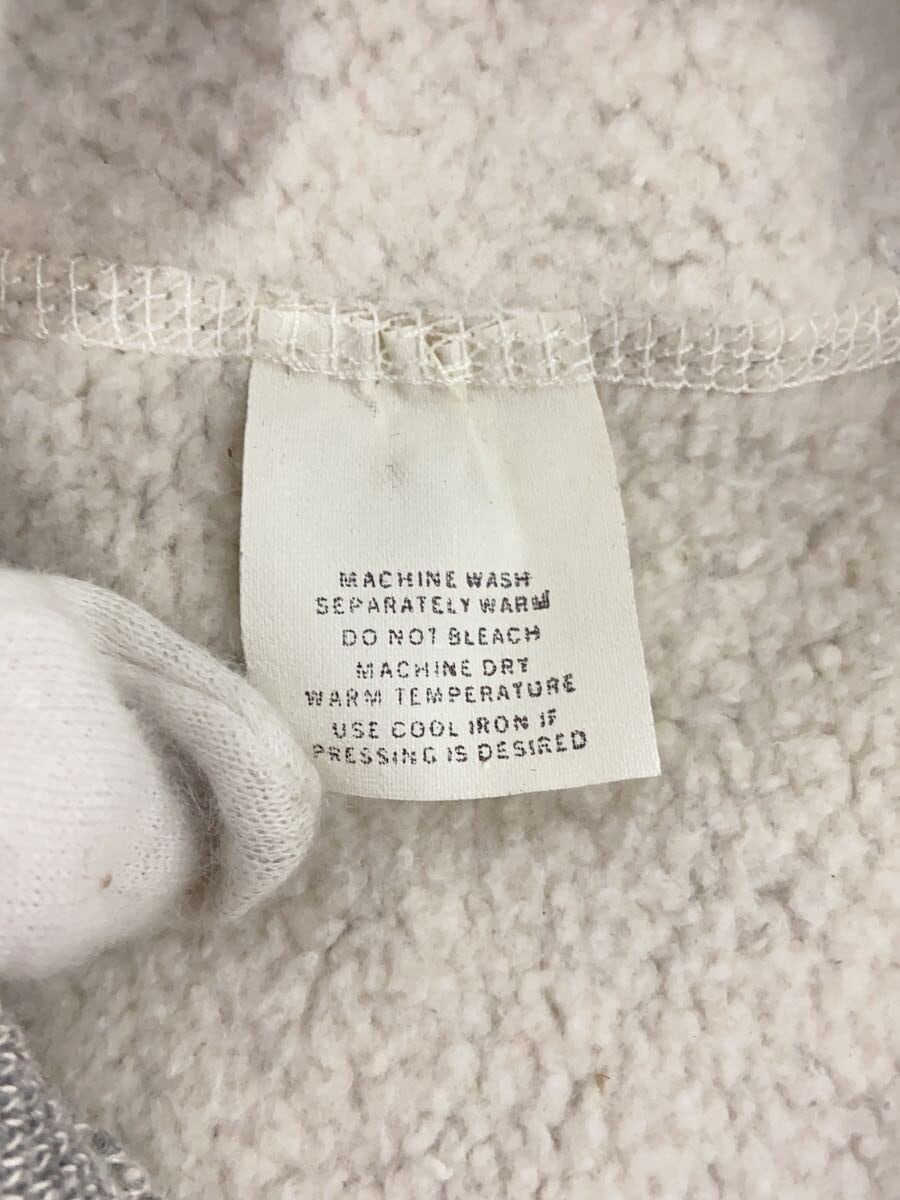 MACHINE WASH
SEPARATELY WARM
DO NOT BLEACH
MACHINE DRY
WARM TEMPERATURE
USE COOL IRON IF
PRESSING IS DESIRED